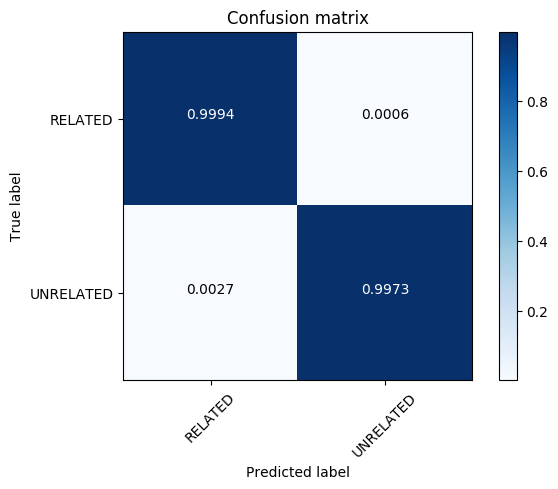 Confusion matrix
True label
RELATED
0.9994
0.0006
UNRELATED
0.0027
0.9973
RELATED
UNRELATED
Predicted label
0.8
0.6
0.4
0.2